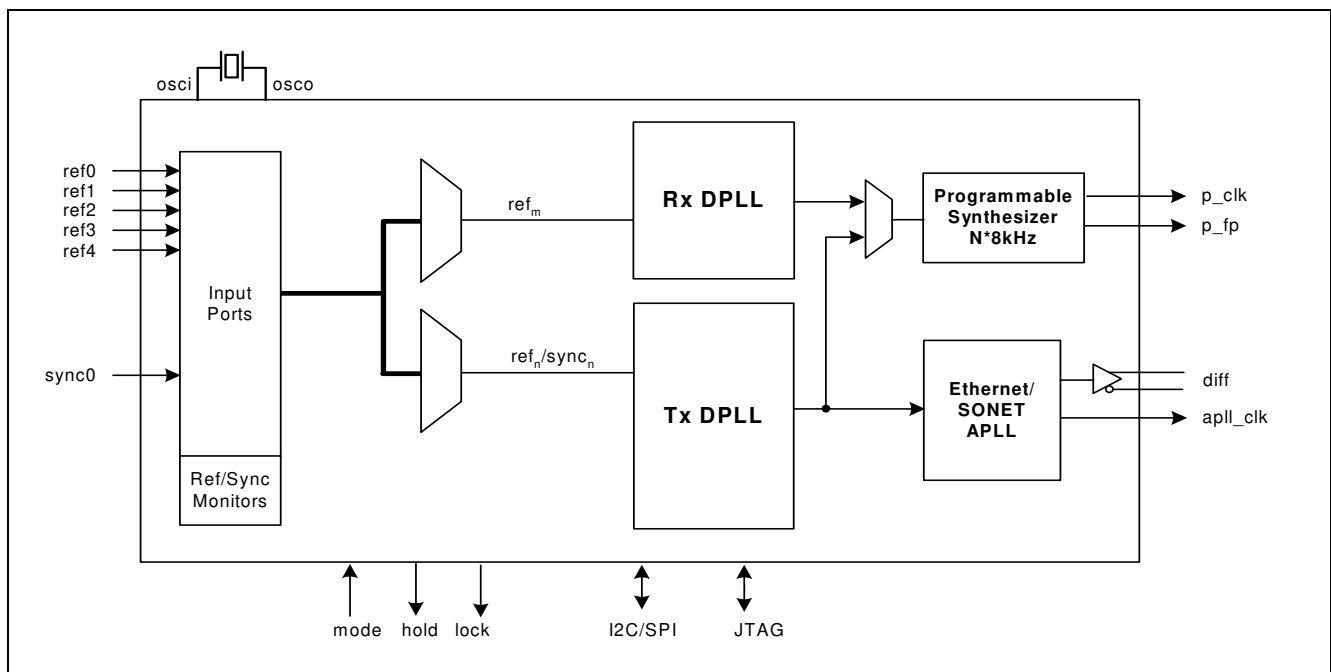 osci
osco
ref0
ref1
ref2
ref3
ref4
sync0
Input
Ports
Ref/Sync
Monitors
refm
refn/syncn
Rx DPLL
Tx DPLL
Programmable
Synthesizer
N*8kHz
Ethernet/
SONET
APLL
p_clk
p_fp
diff
apll_clk
mode
hold
lock
I2C/SPI
JTAG